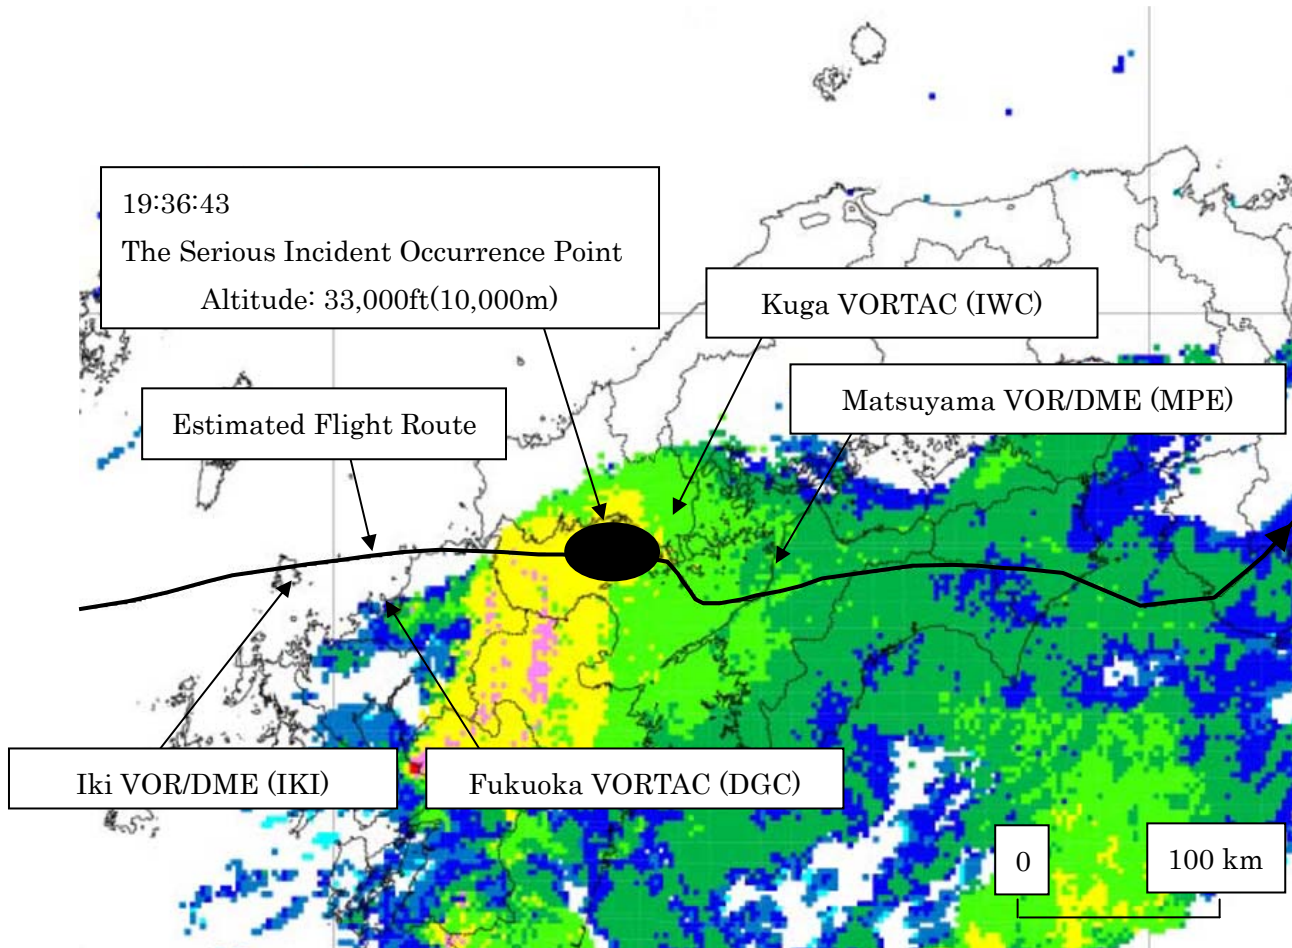 19:36:43
The Serious Incident Occurrence Point
Altitude: 33,000ft(10,000m)
Kuga VORTAC (IWC)
Matsuyama VOR/DME (MPE)
Estimated Flight Route
Iki VOR/DME (IKI)
Fukuoka VORTAC (DGC)
0
100 km